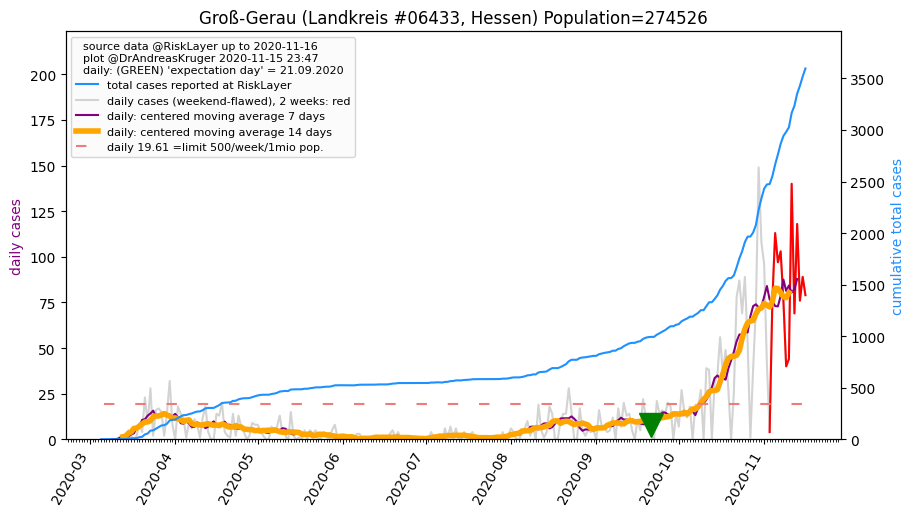 Groß-Gerau (Landkreis #06433, Hessen) Population=274526
source data @RiskLayer up to 2020-11-16
plot @DrAndreasKruger 2020-11-15 23:47
daily: (GREEN) 'expectation day' = 21.09.2020
total cases reported at RiskLayer
daily cases (weekend-flawed), 2 weeks: red
daily: centered moving average 7 days
daily: centered moving average 14 days
daily 19.61 =limit 500/week/1mio pop.
daily cases
200
175
150
125
100
75
50
25
0
cumulative total cases
3500
3000
2500
2000
1500
1000
500
0
2020-03
2020-04
2020-05
2020-06
2020-07
2020-08
2020-09
2020-10
2020-11